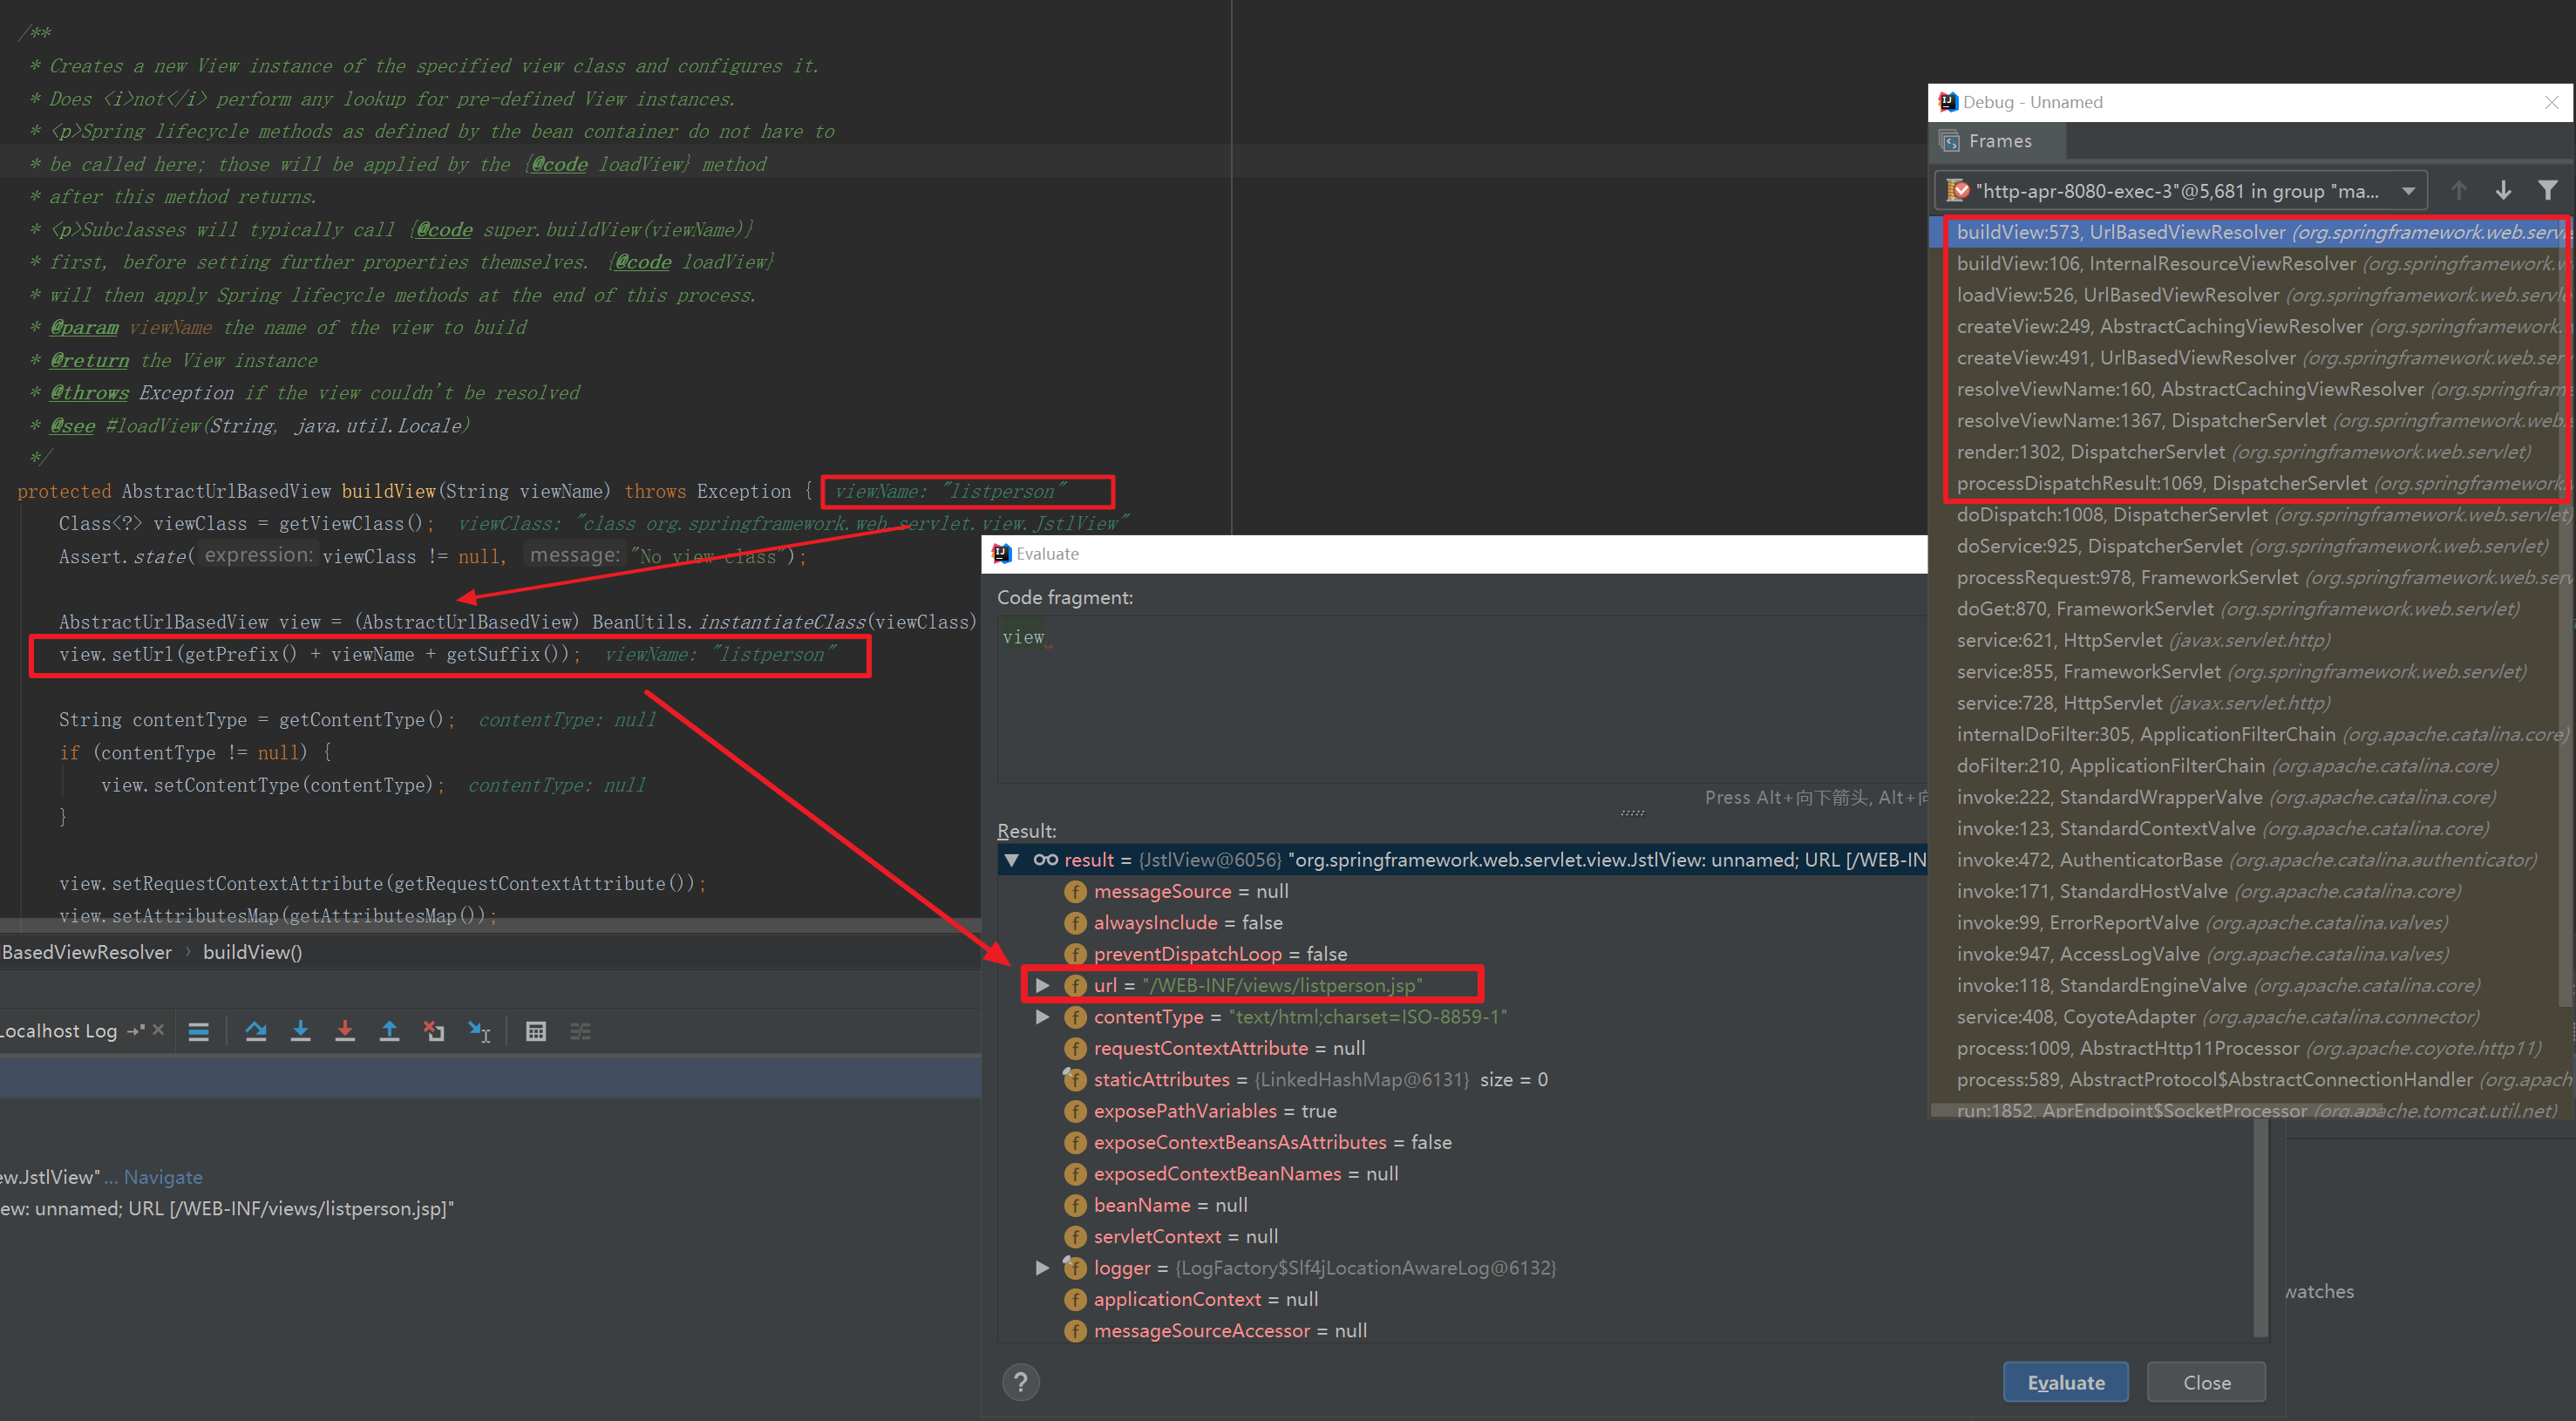 /**
* Creates a new View instance of the specified view class and configures it.
* Does <i>not</i> perform any lookup for pre-defined View instances.
* <p>Spring lifecycle methods as defined by the bean container do not have to
* be called here; those will be applied by the {@code loadView} method
* after this method returns.
* <p>Subclasses will typically call {@code super.buildView(viewName)}
* first, before setting further properties themselves. {@code loadView}
* will then apply Spring lifecycle methods at the end of this process.
* @param viewName the name of the view to build
* @return the View instance
* @throws Exception if the view couldn't be resolved
* @see #loadView(String, java.util.Locale)
*/
protected AbstractUrlBasedView buildView(String viewName) throws Exception { viewName: "listperson"
Class<?> viewClass = getViewClass(); viewClass: "class org.springframework.web.servlet.view.JstlView"
Assert.state( expression: viewClass != null, message: "No view class");
AbstractUrlBasedView view = (AbstractUrlBasedView) BeanUtils.instantiateClass(viewClass)
view.setUrl(getPrefix() + viewName + getSuffix()); viewName: "listperson"
String contentType = getContentType(); contentType: null
if (contentType != null) {
view.setContentType(contentType); contentType: null
}
view.setRequestContextAttribute(getRequestContextAttribute());
view.setAttributesMap(getAttributesMap());
lBasedViewResolver › buildView()
Localhost Log
ew.JstlView"... Navigate
ew: unnamed; URL [/WEB-INF/views/listperson.jsp]"
Evaluate
Code fragment:
view
Press Alt+向下箭头, Alt+向
Result:
result = {JstlView@6056} "org.springframework.web.servlet.view.JstlView: unnamed; URL [/WEB-IN
messageSource = null
alwaysInclude = false
preventDispatchLoop = false
url = "/WEB-INF/views/listperson.jsp"
contentType = "text/html;charset=ISO-8859-1"
requestContextAttribute = null
staticAttributes = {LinkedHashMap@6131} size = 0
exposePathVariables = true
exposeContextBeansAsAttributes = false
exposedContextBeanNames = null
beanName = null
servletContext = null
logger = {LogFactory$Slf4jLocationAwareLog@6132}
applicationContext = null
messageSourceAccessor = null
?
Evaluate
Close
watches
Debug - Unnamed
Frames
"http-apr-8080-exec-3"@5,681 in group "ma...
buildView:573, UrlBasedViewResolver (org.springframework.web.servl
buildView:106, InternalResourceViewResolver (org.springframework.w
loadView:526, UrlBasedViewResolver (org.springframework.web.servle
createView:249, AbstractCachingViewResolver (org.springframework.
createView:491, UrlBasedViewResolver (org.springframework.web.ser
resolveViewName:160, AbstractCachingViewResolver (org.springfram
resolveViewName:1367, DispatcherServlet (org.springframework.web.
render:1302, DispatcherServlet (org.springframework.web.servlet)
processDispatchResult:1069, DispatcherServlet (org.springframework.
doDispatch:1008, DispatcherServlet (org.springframework.web.servlet)
doService:925, DispatcherServlet (org.springframework.web.servlet)
processRequest:978, FrameworkServlet (org.springframework.web.serv
doGet:870, FrameworkServlet (org.springframework.web.servlet)
service:621, HttpServlet (javax.servlet.http)
service:855, FrameworkServlet (org.springframework.web.servlet)
service:728, HttpServlet (javax.servlet.http)
internalDoFilter:305, ApplicationFilterChain (org.apache.catalina.core)
doFilter:210, ApplicationFilterChain (org.apache.catalina.core)
invoke:222, StandardWrapperValve (org.apache.catalina.core)
invoke:123, StandardContextValve (org.apache.catalina.core)
invoke:472, AuthenticatorBase (org.apache.catalina.authenticator)
invoke:171, StandardHostValve (org.apache.catalina.core)
invoke:99, ErrorReportValve (org.apache.catalina.valves)
invoke:947, AccessLogValve (org.apache.catalina.valves)
invoke:118, StandardEngineValve (org.apache.catalina.core)
service:408, CoyoteAdapter (org.apache.catalina.connector)
process:1009, AbstractHttp11Processor (org.apache.coyote.http11)
process:589, AbstractProtocol$AbstractConnectionHandler (org.apach
run:1852, AprEndpoint$SocketProcessor (org.apache.tomcat.util.net)